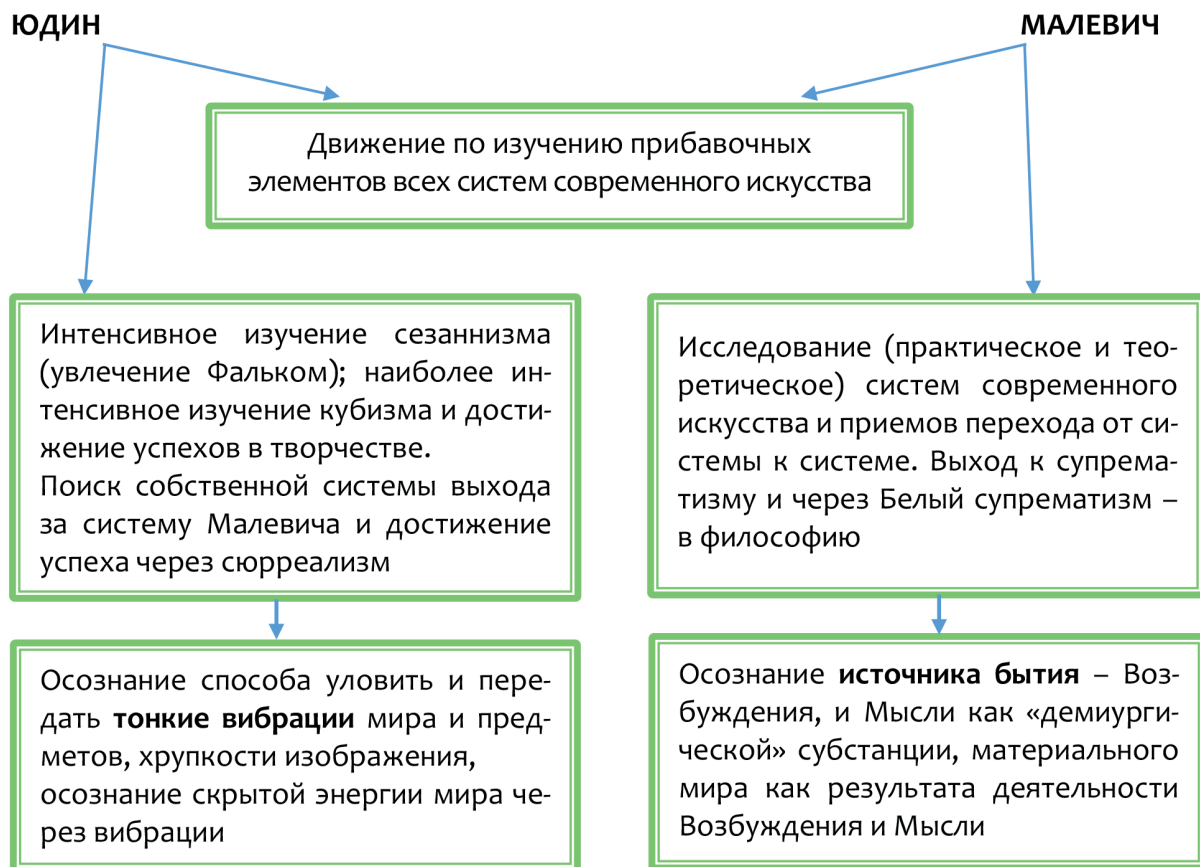 ЮДИН
МАЛЕВИЧ
Движение по изучению прибавочных
элементов всех систем современного искусства
Интенсивное изучение сезаннизма
(увлечение Фальком); наиболее ин-
тенсивное изучение кубизма и дости-
жение успехов в творчестве.
Поиск собственной системы выхода
за систему Малевича и достижение
успеха через сюрреализм
Исследование (практическое и тео-
ретическое) систем современного
искусства и приемов перехода от си-
стемы к системе. Выход к супрема-
тизму и через Белый супрематизм –
в философию
Осознание способа уловить и пере-
дать тонкие вибрации мира и пред-
метов, хрупкости изображения,
осознание скрытой энергии мира че-
рез вибрации
Осознание источника бытия – Воз-
буждения, и Мысли как «демиурги-
ческой» субстанции, материального
мира как результата деятельности
Возбуждения и Мысли